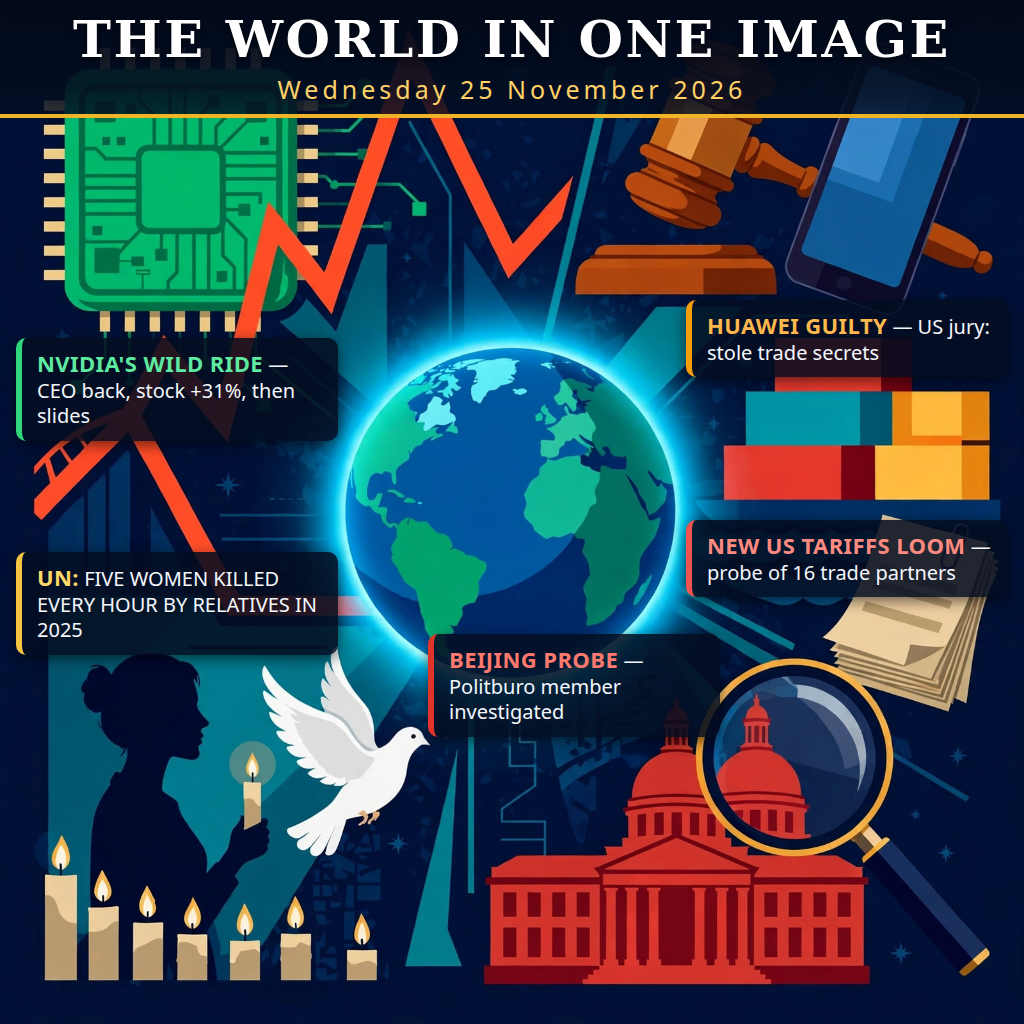 THE WORLD IN ONE IMAGE
Wednesday 25 November 2026
HUAWEI GUILTY — US jury:
stole trade secrets
NVIDIA'S WILD RIDE —
CEO back, stock +31%, then
slides
NEW US TARIFFS LOOM —
probe of 16 trade partners
UN: FIVE WOMEN KILLED
EVERY HOUR BY RELATIVES IN
2025
BEIJING PROBE —
Politburo member
investigated